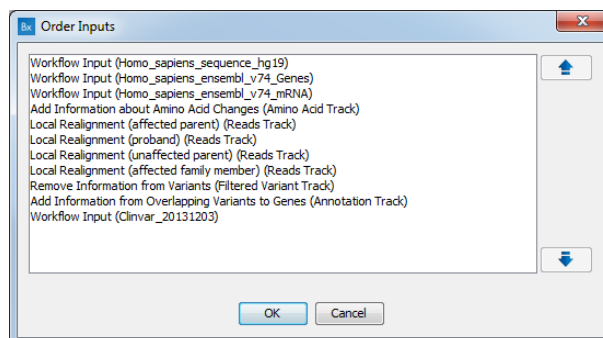 Bx Order Inputs
Workflow Input (Homo_sapiens_sequence_hg19)
Workflow Input (Homo_sapiens_ensembl_v74_Genes)
Workflow Input (Homo_sapiens_ensembl_v74_mRNA)
Add Information about Amino Acid Changes (Amino Acid Track)
Local Realignment (affected parent) (Reads Track)
Local Realignment (proband) (Reads Track)
Local Realignment (unaffected parent) (Reads Track)
Local Realignment (affected family member) (Reads Track)
Remove Information from Variants (Filtered Variant Track)
Add Information from Overlapping Variants to Genes (Annotation Track)
Workflow Input (Clinvar_20131203)
OK Cancel